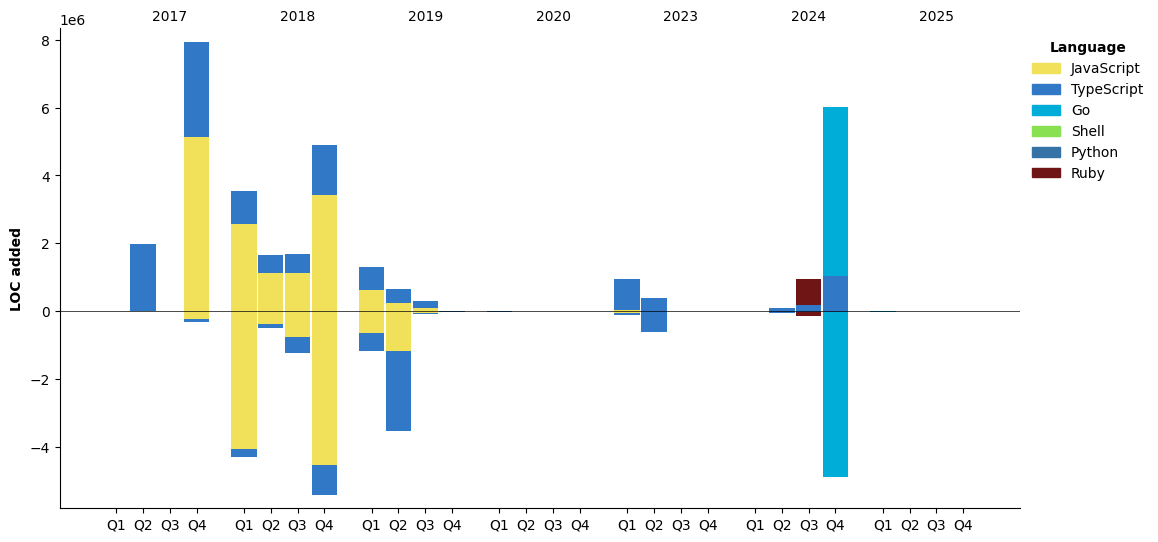 2017 2018 2019 2020 2023 2024 2025
1e6
8
6
4
2
0
−2
−4
LOC added
Q1 Q2 Q3 Q4 Q1 Q2 Q3 Q4 Q1 Q2 Q3 Q4 Q1 Q2 Q3 Q4 Q1 Q2 Q3 Q4 Q1 Q2 Q3 Q4 Q1 Q2 Q3 Q4
Language
JavaScript
TypeScript
Go
Shell
Python
Ruby